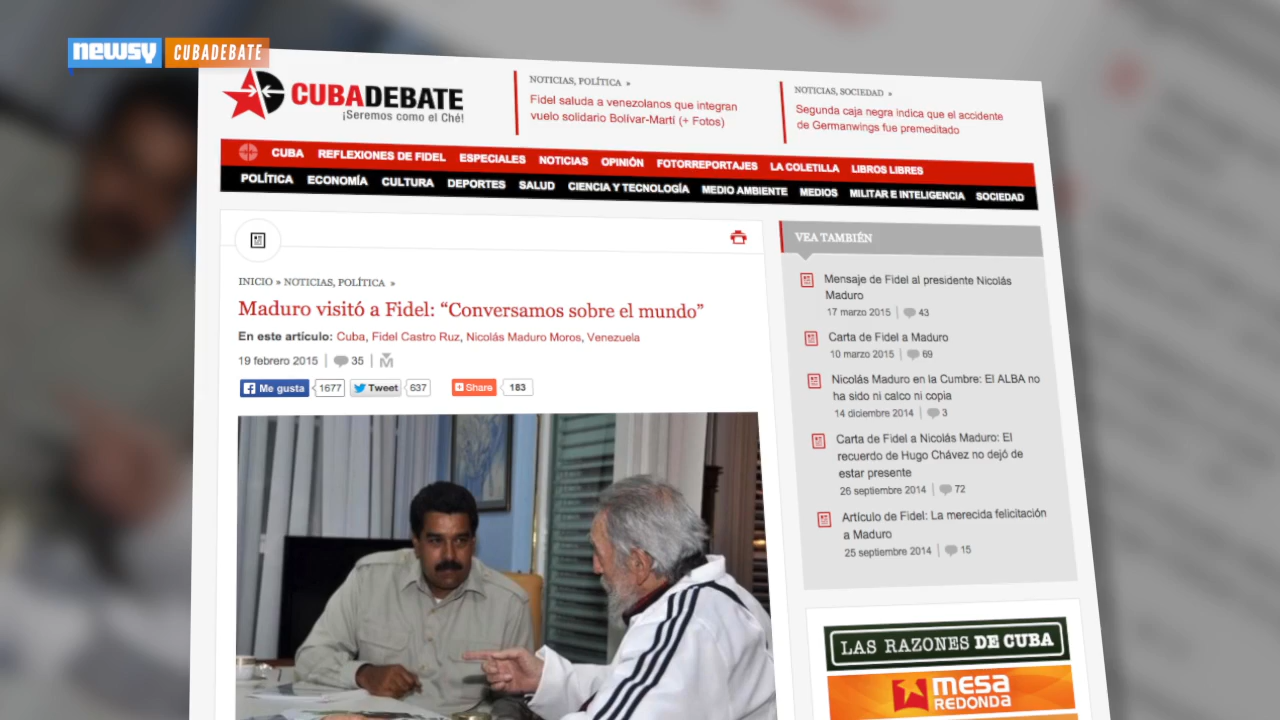 newsy CUBADEBATE
CUBADEBATE
¡Seremos como el Ché!
NOTICIAS, POLÍTICA »
Fidel saluda a venezolanos que integran
vuelo solidario Bolívar-Martí (+ Fotos)
NOTICIAS, SOCIEDAD »
Segunda caja negra indica que el accidente
de Germanwings fue premeditado
CUBA REFLEXIONES DE FIDEL ESPECIALES NOTICIAS OPINIÓN FOTORREPORTAJES LA COLETILLA LIBROS LIBRES
POLÍTICA ECONOMÍA CULTURA DEPORTES SALUD CIENCIA Y TECNOLOGÍA MEDIO AMBIENTE MEDIOS MILITAR E INTELIGENCIA SOCIEDAD
INICIO » NOTICIAS, POLÍTICA »
Maduro visitó a Fidel: “Conversamos sobre el mundo”
En este artículo: Cuba, Fidel Castro Ruz, Nicolás Maduro Moros, Venezuela
19 febrero 2015 | 35 |
Me gusta 1677 Tweet 637 Share 183
VEA TAMBIÉN
Mensaje de Fidel al presidente Nicolás
Maduro
17 marzo 2015 | 43
Carta de Fidel a Maduro
10 marzo 2015 | 69
Nicolás Maduro en la Cumbre: El ALBA no
ha sido ni calco ni copia
14 diciembre 2014 | 3
Carta de Fidel a Nicolás Maduro: El
recuerdo de Hugo Chávez no dejó de
estar presente
26 septiembre 2014 | 72
Artículo de Fidel: La merecida felicitación
a Maduro
25 septiembre 2014 | 15
LAS RAZONES DE CUBA
MESA
REDONDA